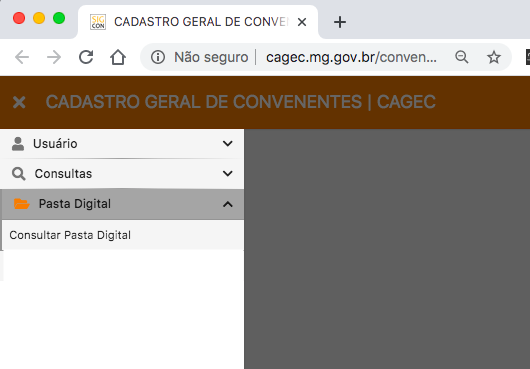 SIG
CON
CADASTRO GERAL DE CONVEN
Não seguro | cagec.mg.gov.br/conven...
CADASTRO GERAL DE CONVENENTES | CAGEC
Usuário
Consultas
Pasta Digital
Consultar Pasta Digital